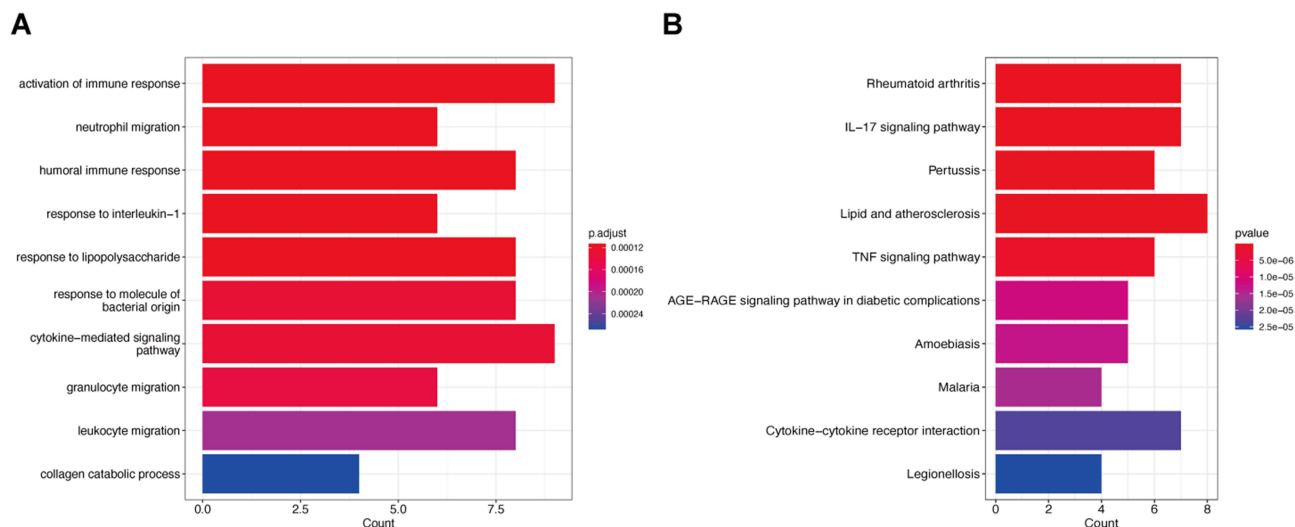 A
activation of immune response
neutrophil migration
humoral immune response
response to interleukin−1
response to lipopolysaccharide
response to molecule of
bacterial origin
cytokine−mediated signaling
pathway
granulocyte migration
leukocyte migration
collagen catabolic process
0.0
2.5
5.0
7.5
Count
p.adjust
0.00012
0.00016
0.00020
0.00024
B
Rheumatoid arthritis
IL−17 signaling pathway
Pertussis
Lipid and atherosclerosis
TNF signaling pathway
AGE−RAGE signaling pathway in diabetic complications
Amoebiasis
Malaria
Cytokine−cytokine receptor interaction
Legionellosis
0
2
4
6
8
Count
pvalue
5.0e−06
1.0e−05
1.5e−05
2.0e−05
2.5e−05